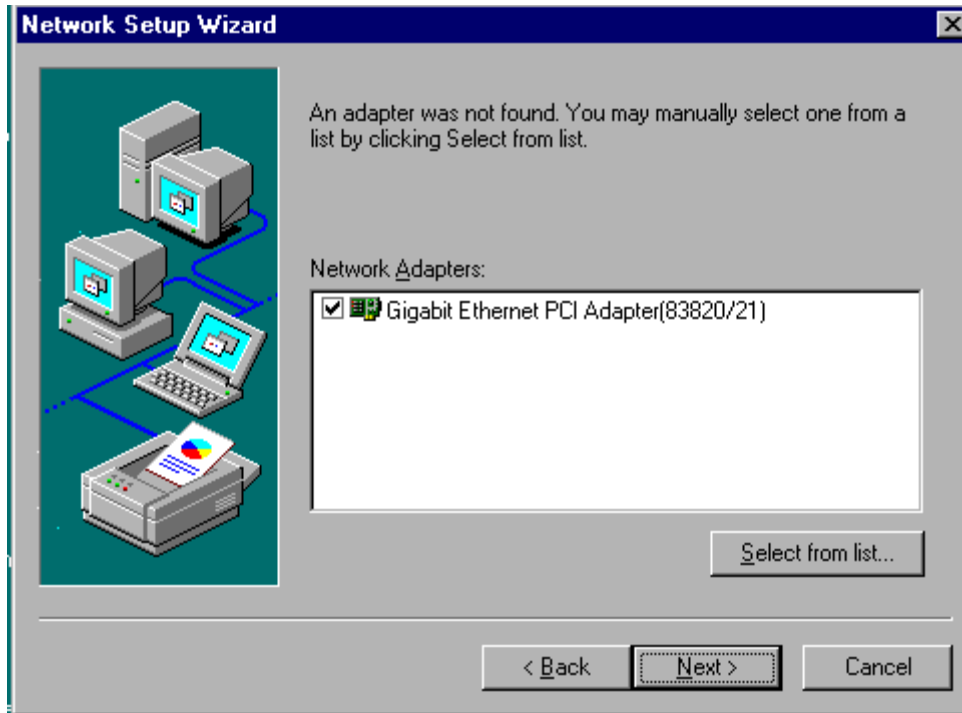 Network Setup Wizard
An adapter was not found. You may manually select one from a
list by clicking Select from list.
Network Adapters:
Gigabit Ethernet PCI Adapter(83820/21)
Select from list...
< Back
Next >
Cancel